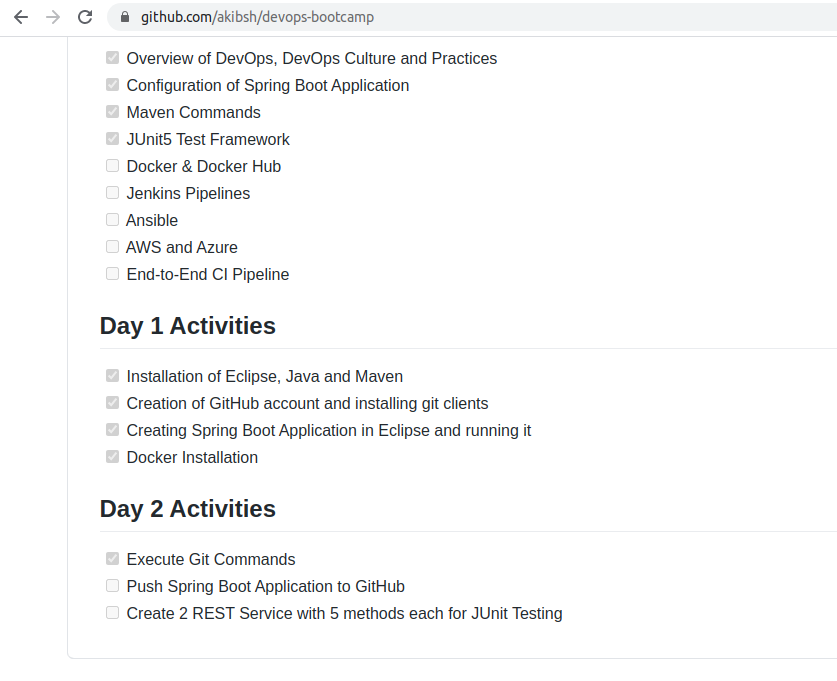 github.com/akibsh/devops-bootcamp
Overview of DevOps, DevOps Culture and Practices
Configuration of Spring Boot Application
Maven Commands
JUnit5 Test Framework
Docker & Docker Hub
Jenkins Pipelines
Ansible
AWS and Azure
End-to-End CI Pipeline
Day 1 Activities
Installation of Eclipse, Java and Maven
Creation of GitHub account and installing git clients
Creating Spring Boot Application in Eclipse and running it
Docker Installation
Day 2 Activities
Execute Git Commands
Push Spring Boot Application to GitHub
Create 2 REST Service with 5 methods each for JUnit Testing